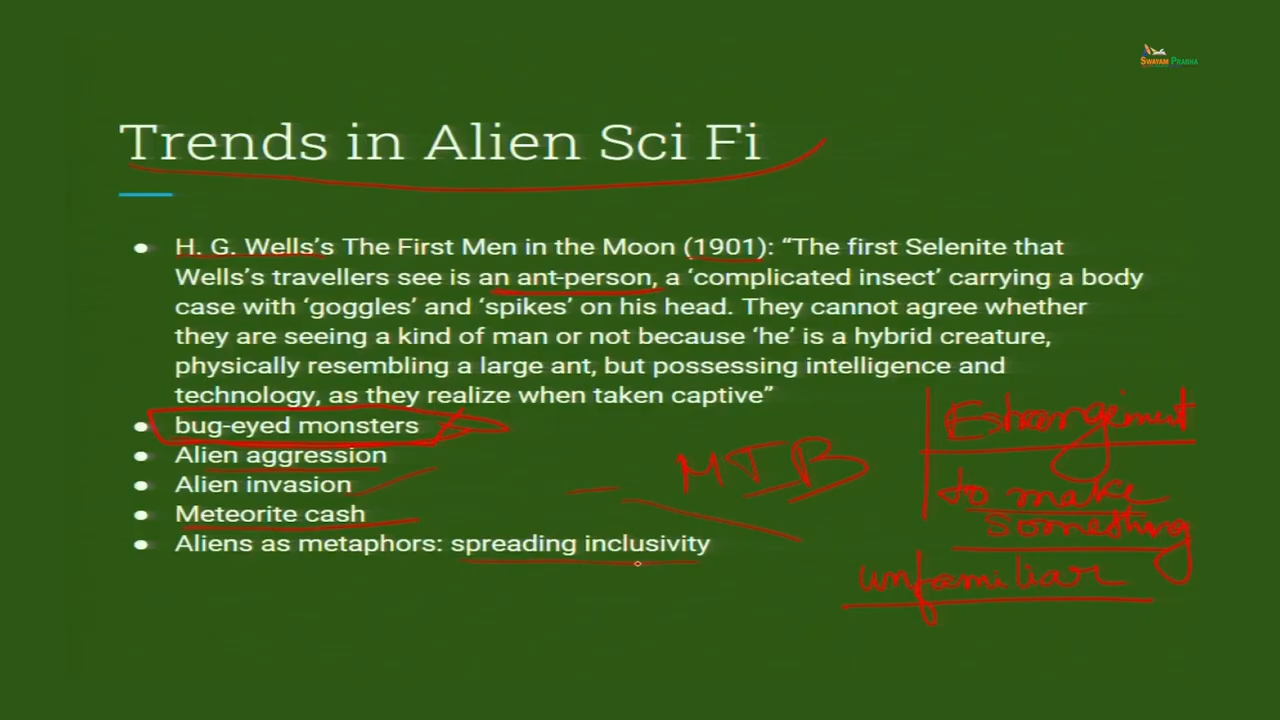 SWAYAM PRABHA
Trends in Alien Sci Fi
● H. G. Wells's The First Men in the Moon (1901): “The first Selenite that
Wells's travellers see is an ant-person, a ‘complicated insect’ carrying a body
case with ‘goggles’ and ‘spikes’ on his head. They cannot agree whether
they are seeing a kind of man or not because ‘he’ is a hybrid creature,
physically resembling a large ant, but possessing intelligence and
technology, as they realize when taken captive”
● bug-eyed monsters
● Alien aggression
● Alien invasion
● Meteorite cash
● Aliens as metaphors: spreading inclusivity
MTB
Estrangement
to make
something
unfamiliar